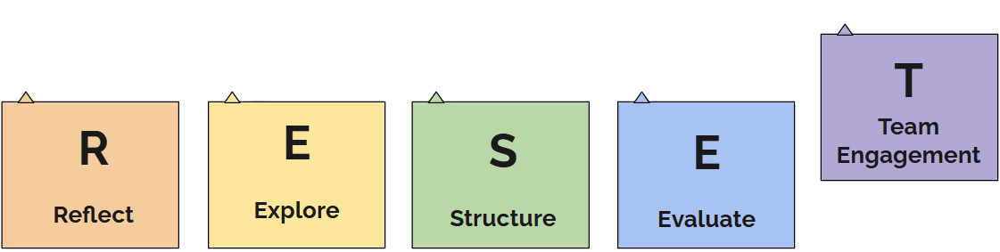 R
Reflect
E
Explore
S
Structure
E
Evaluate
T
Team
Engagement